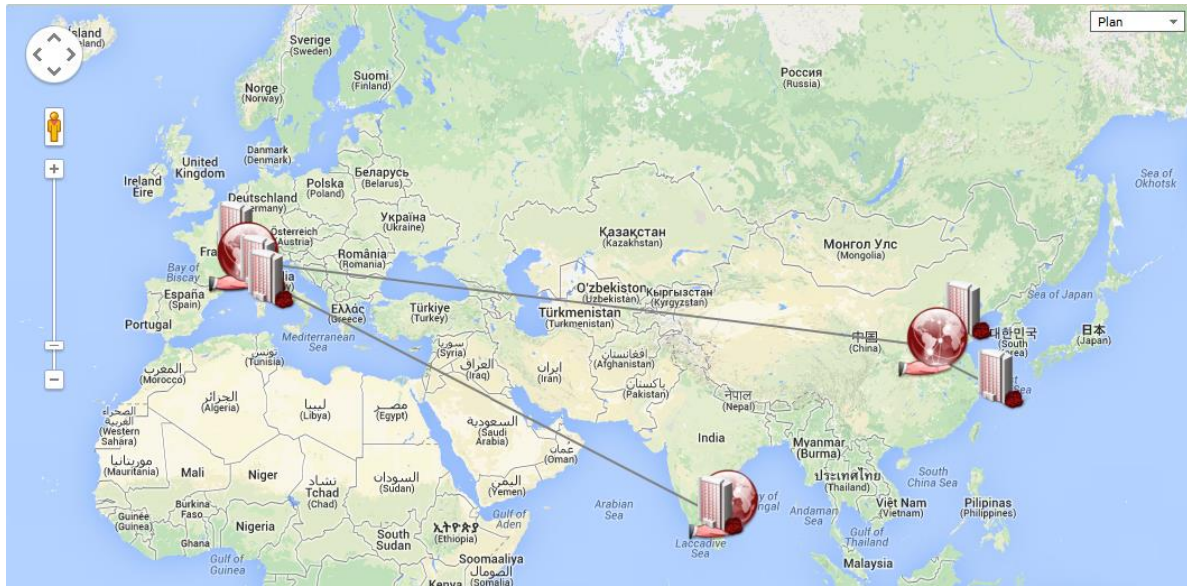 Plan
Sverige
(Sweden)
Suomi
(Finland)
Norge
(Norway)
Россия
(Russia)
Danmark
(Denmark)
United
Kingdom
Ireland
Éire
Sea of
Okhotsk
Polska
(Poland)
Беларусь
(Belarus)
Deutschland
Україна
(Ukraine)
Österreich
(Austria)
Қазақстан
(Kazakhstan)
Монгол Улс
(Mongolia)
România
(Romania)
Bay of
Biscay
España
(Spain)
Portugal
O'zbekiston
(Uzbekistan)
Кыргызстан
(Kyrgyzstan)
Türkmenistan
(Turkmenistan)
Ελλάς
(Greece)
Türkiye
(Turkey)
Sea of Japan
中国
(China)
대한민국
(South
日本
(Japan)
Mediterranean
Sea
تونس
(Tunisia)
سوريا
(Syria)
العراق
(Iraq)
ایران
(Iran)
افغانستان
(Afghanistan)
پاکستان
(Pakistan)
नेपाल
(Nepal)
المغرب
(Morocco)
الجزائر
(Algeria)
ليبيا
(Libya)
مصر
(Egypt)
السعودية
(Saudi
Arabia)
عمان
(Oman)
India
Myanmar
(Burma)
الصحراء
الغربية
(Western
Sahara)
موريتانيا
(Mauritania)
Mali
Niger
تشاد
Tchad
(Chad)
السودان
(Sudan)
اليمن
(Yemen)
ประเทศไทย
(Thailand)
South
China Sea
Việt Nam
(Vietnam)
Pilipinas
(Philippines)
Arabian
Sea
Andaman
Sea
Gulf of
Thailand
Burkina
Faso
Guinée
(Guinea)
Ghana
Nigeria
Gulf of
Guinea
South
Sudan
ኢትዮጵያ
(Ethiopia)
Gulf of
Aden
Laccadive
Sea
Soomaaliya
الصومال
(Somalia)
Kenya
Malaysia